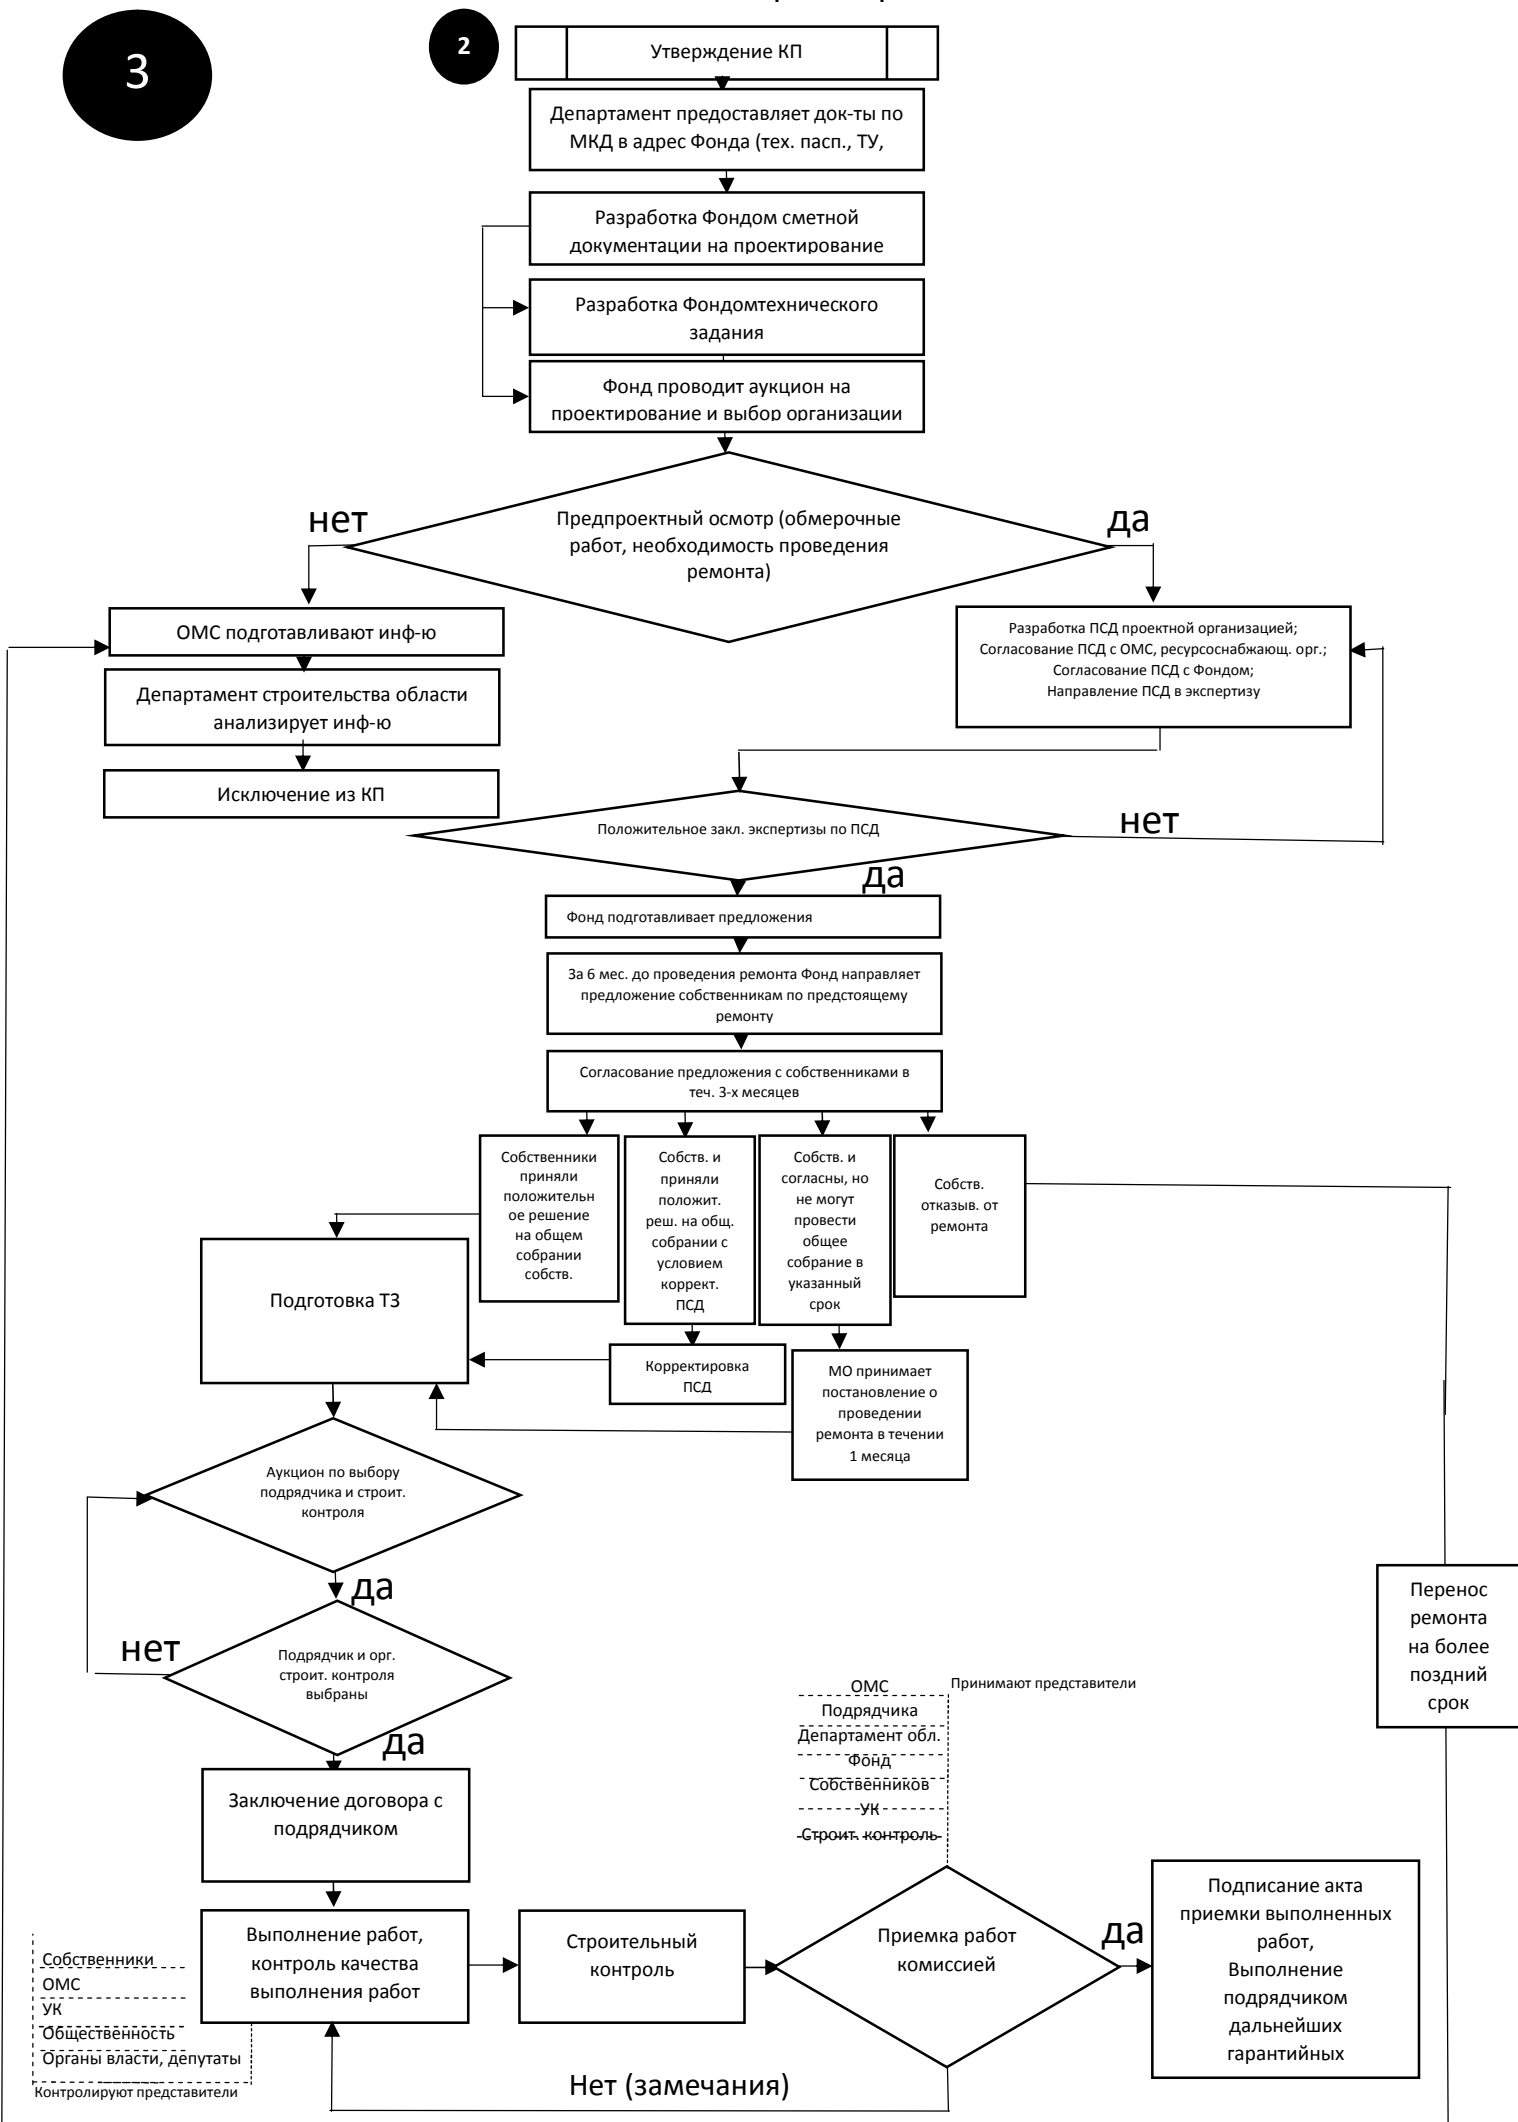 3
2
Утверждение КП
Департамент предоставляет док-ты по
МКД в адрес Фонда (тех. пасп., ТУ,
Разработка Фондом сметной
документации на проектирование
Разработка Фондомтехнического
задания
Фонд проводит аукцион на
проектирование и выбор организации
Предпроектный осмотр (обмерочные
работ, необходимость проведения
ремонта)
нет
да
ОМС подготавливают инф-ю
Департамент строительства области
анализирует инф-ю
Исключение из КП
Разработка ПСД проектной организацией;
Согласование ПСД с ОМС, ресурсоснабжающ. орг.;
Согласование ПСД с Фондом;
Направление ПСД в экспертизу
Положительное закл. экспертизы по ПСД
нет
да
Фонд подготавливает предложения
За 6 мес. до проведения ремонта Фонд направляет
предложение собственникам по предстоящему
ремонту
Согласование предложения с собственниками в
теч. 3-х месяцев
Собственники
приняли
положительн
ое решение
на общем
собрании
собств.
Собств. и
приняли
положит.
реш. на общ.
собрании с
условием
коррект.
ПСД
Собств. и
согласны, но
не могут
провести
общее
собрание в
указанный
срок
Собств.
отказыв. от
ремонта
Подготовка ТЗ
Корректировка
ПСД
МО принимает
постановление о
проведении
ремонта в течении
1 месяца
Аукцион по выбору
подрядчика и строит.
контроля
да
нет
Подрядчик и орг.
строит. контроля
выбраны
да
Перенос
ремонта
на более
поздний
срок
Заключение договора с
подрядчиком
ОМС
Подрядчика
Департамент обл.
Фонд
Собственников
УК
Строит. контроль
Принимают представители
Выполнение работ,
контроль качества
выполнения работ
Собственники
ОМС
УК
Общественность
Органы власти, депутаты
Контролируют представители
Строительный
контроль
Приемка работ
комиссией
да
Подписание акта
приемки выполненных
работ,
Выполнение
подрядчиком
дальнейших
гарантийных
Нет (замечания)